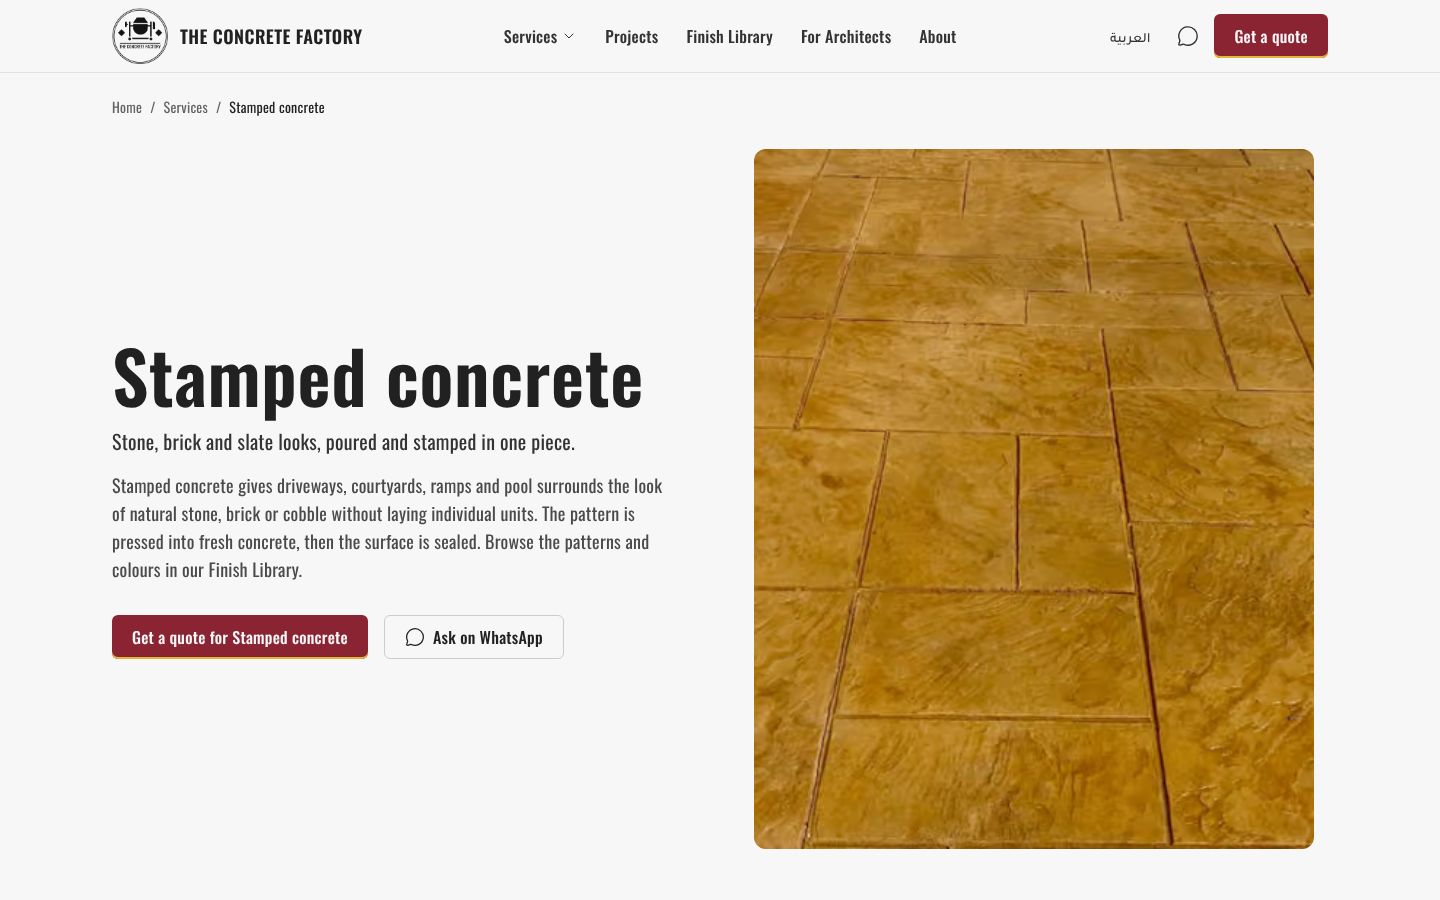 THE CONCRETE FACTORY
THE CONCRETE FACTORY
Services
Projects
Finish Library
For Architects
About
العربية
Get a quote
Home / Services / Stamped concrete
Stamped concrete
Stone, brick and slate looks, poured and stamped in one piece.
Stamped concrete gives driveways, courtyards, ramps and pool surrounds the look
of natural stone, brick or cobble without laying individual units. The pattern is
pressed into fresh concrete, then the surface is sealed. Browse the patterns and
colours in our Finish Library.
Get a quote for Stamped concrete
Ask on WhatsApp